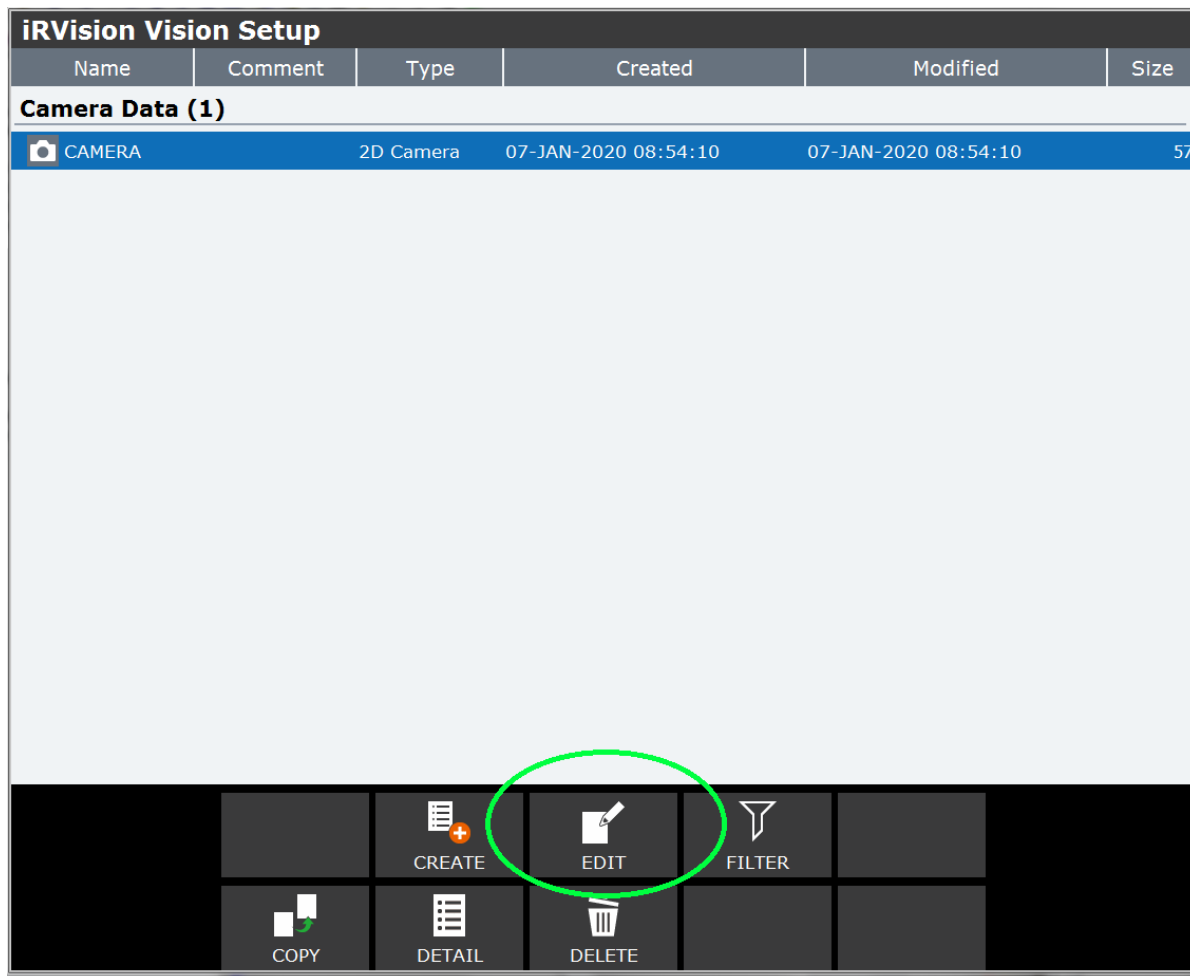 iRVision Vision Setup
Name Comment Type Created Modified Size
Camera Data (1)
CAMERA 2D Camera 07-JAN-2020 08:54:10 07-JAN-2020 08:54:10 57
CREATE EDIT FILTER
COPY DETAIL DELETE